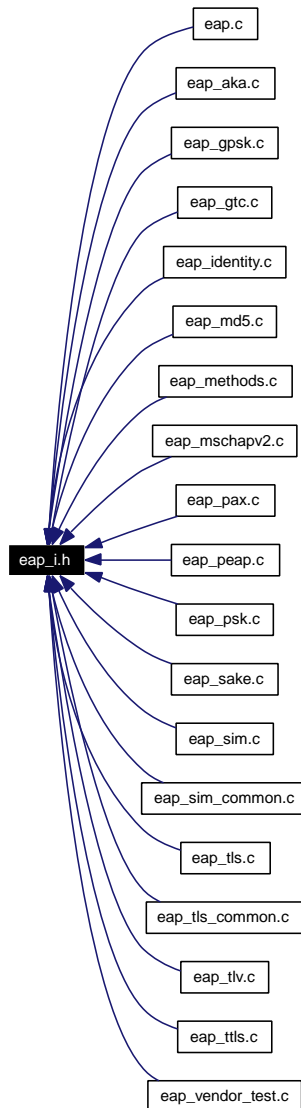 eap.c
eap_aka.c
eap_gpsk.c
eap_gtc.c
eap_identity.c
eap_md5.c
eap_methods.c
eap_mschapv2.c
eap_pax.c
eap_i.h
eap_peap.c
eap_psk.c
eap_sake.c
eap_sim.c
eap_sim_common.c
eap_tls.c
eap_tls_common.c
eap_tlv.c
eap_ttls.c
eap_vendor_test.c